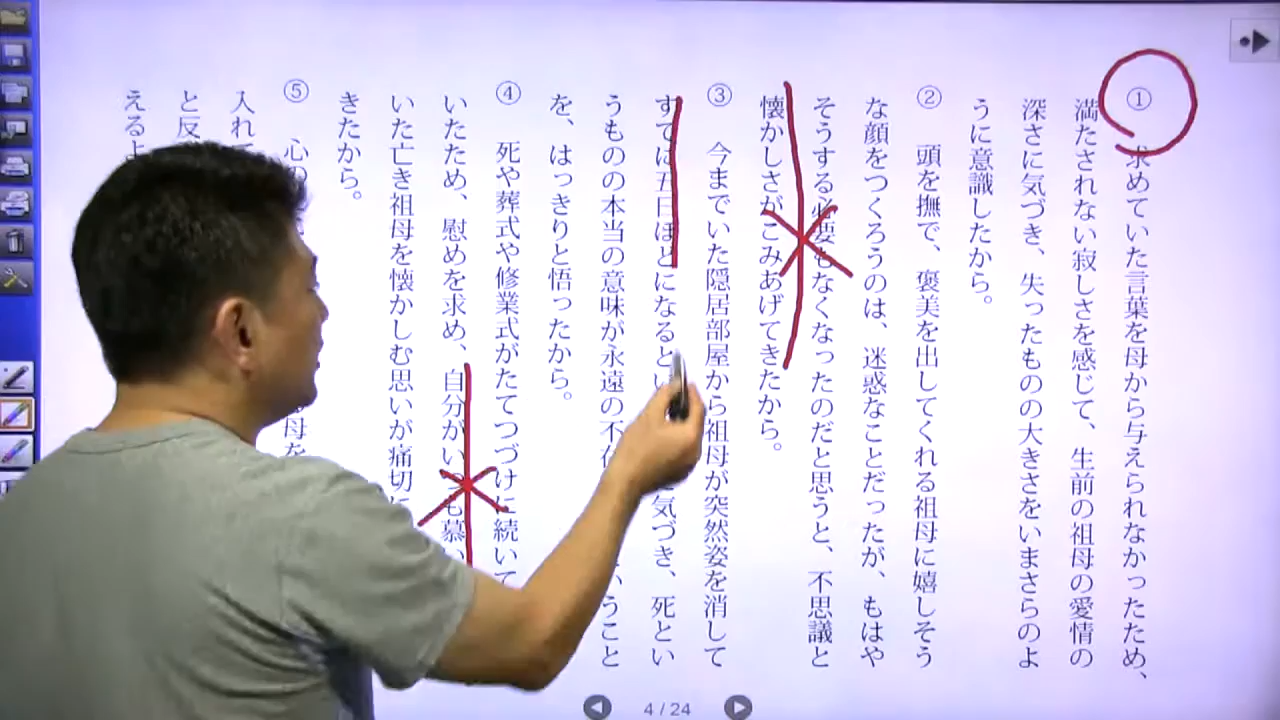 ① 求めていた言葉を母から与えられなかったため、
満たされない寂しさを感じて、生前の祖母の愛情の
深さに気づき、失ったものの大きさをいまさらのよ
うに意識したから。
② 頭を撫で、褒美を出してくれる祖母に嬉しそう
な顔をつくろうのは、迷惑なことだったが、もはや
そうする必要もなくなったのだと思うと、不思議と
懐かしさがこみあげてきたから。
③ 今までいた隠居部屋から祖母が突然姿を消して
すでに五日ほどになると
気づき、死とい
うものの本当の意味が永遠の不
いうこと
を、はっきりと悟ったから。
④ 死や葬式や修業式がたてつづけに続いて
いたため、慰めを求め、自分がいつも慕い
いた亡き祖母を懐かしむ思いが痛切に
きたから。
⑤ 心の
母を
入れ
と反
えるよ
4 / 24